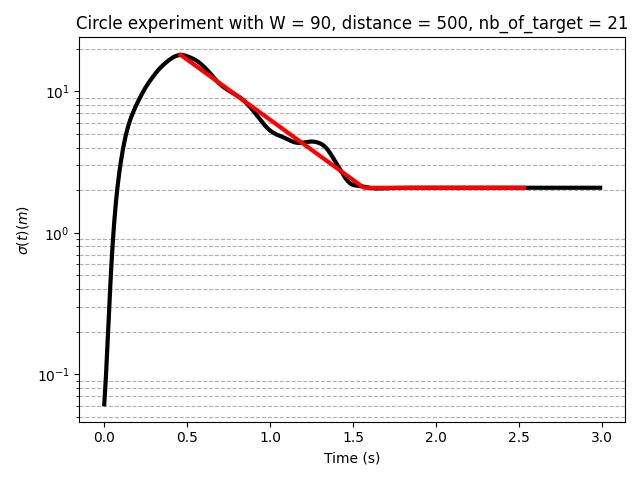 Circle experiment with W = 90, distance = 500, nb_of_target = 21
10¹
10⁰
10⁻¹
σ(t)(m)
0.0 0.5 1.0 1.5 2.0 2.5 3.0
Time (s)